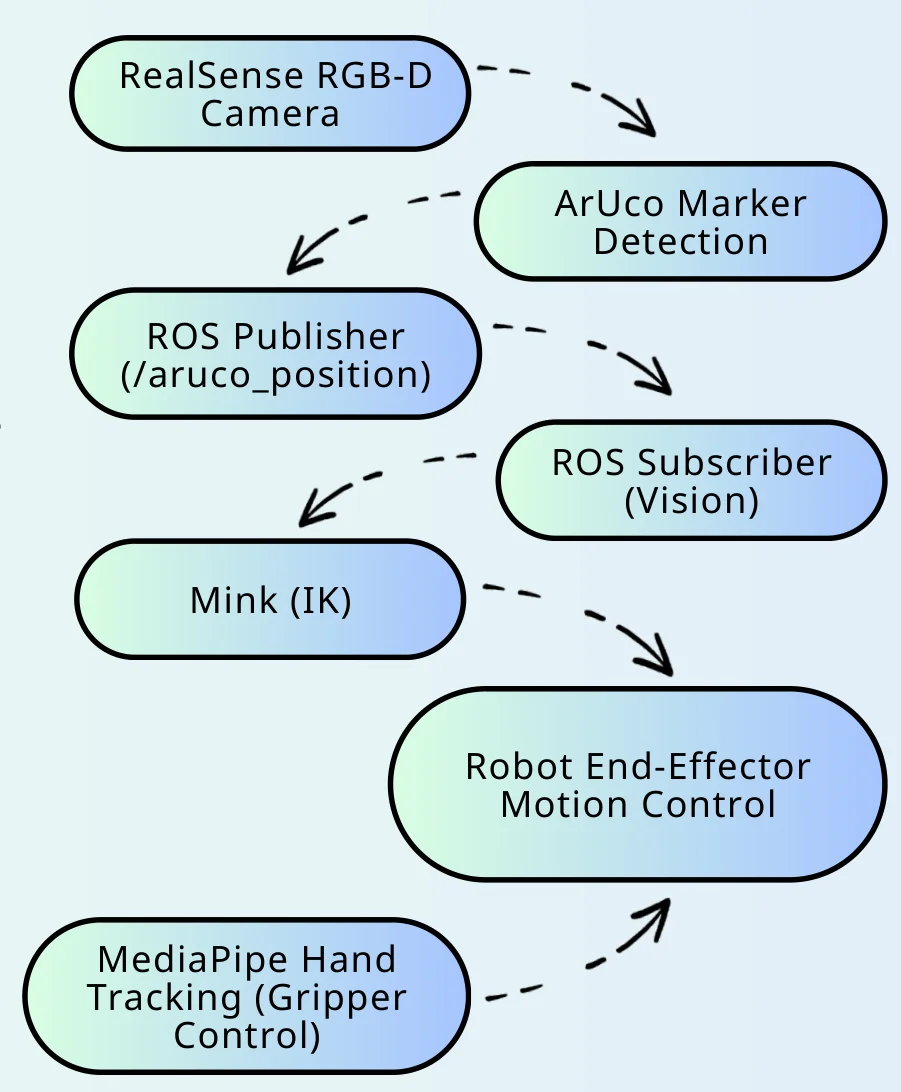 RealSense RGB-D
Camera
ArUco Marker
Detection
ROS Publisher
(/aruco_position)
ROS Subscriber
(Vision)
Mink (IK)
Robot End-Effector
Motion Control
MediaPipe Hand
Tracking (Gripper
Control)